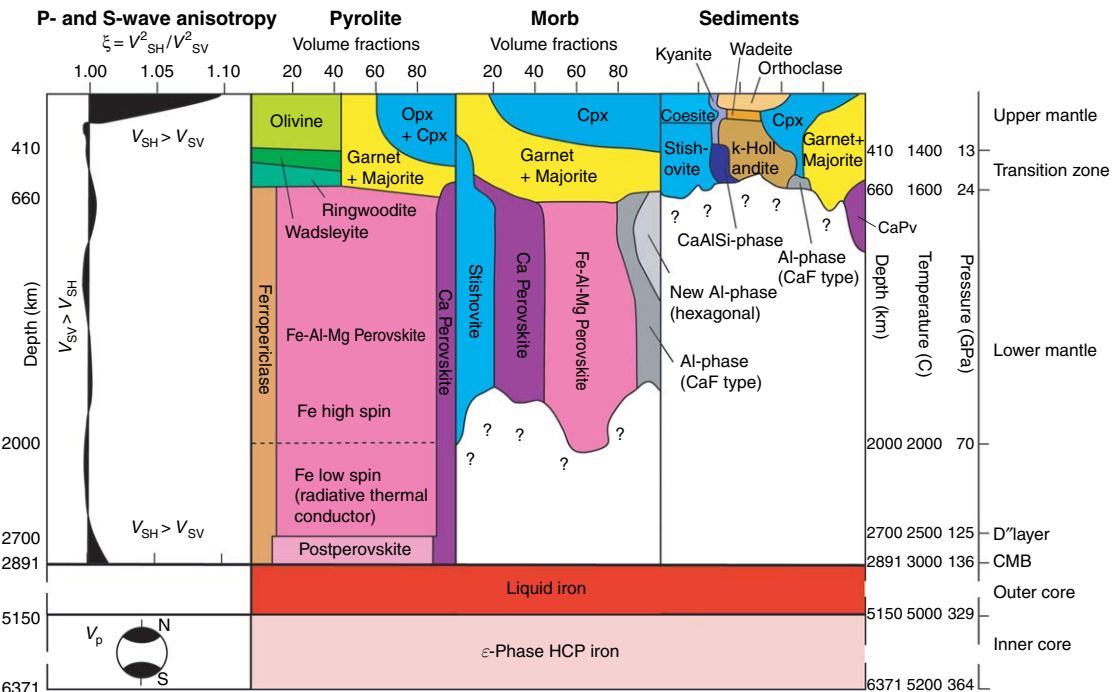 P- and S-wave anisotropy
ξ = V²SH/V²SV
1.00 1.05 1.10
Pyrolite
Volume fractions
20 40 60 80
Morb
Volume fractions
20 40 60 80
Sediments
Kyanite
Wadeite
Orthoclase
Depth (km)
410
660
2000
2700
2891
5150
6371
VSH > VSV
VSV > VSH
VSH > VSV
Vp
N
S
Olivine
Opx
+ Cpx
Garnet
+ Majorite
Ringwoodite
Wadsleyite
Ferropericlase
Fe-Al-Mg Perovskite
Ca Perovskite
Fe high spin
Fe low spin
(radiative thermal
conductor)
Postperovskite
Cpx
Garnet
+ Majorite
Stishovite
Ca Perovskite
Fe-Al-Mg Perovskite
New Al-phase
(hexagonal)
Al-phase
(CaF type)
? ? ? ? ?
Coesite
Stish-
ovite
k-Holl
andite
Cpx
Garnet+
Majorite
? ? ? ? ?
CaAlSi-phase
Al-phase
(CaF type)
CaPv
Liquid iron
ε-Phase HCP iron
Depth (km)
Temperature (C)
Pressure (GPa)
410 1400 13
660 1600 24
2000 2000 70
2700 2500 125
2891 3000 136
5150 5000 329
6371 5200 364
Upper mantle
Transition zone
Lower mantle
D″layer
CMB
Outer core
Inner core